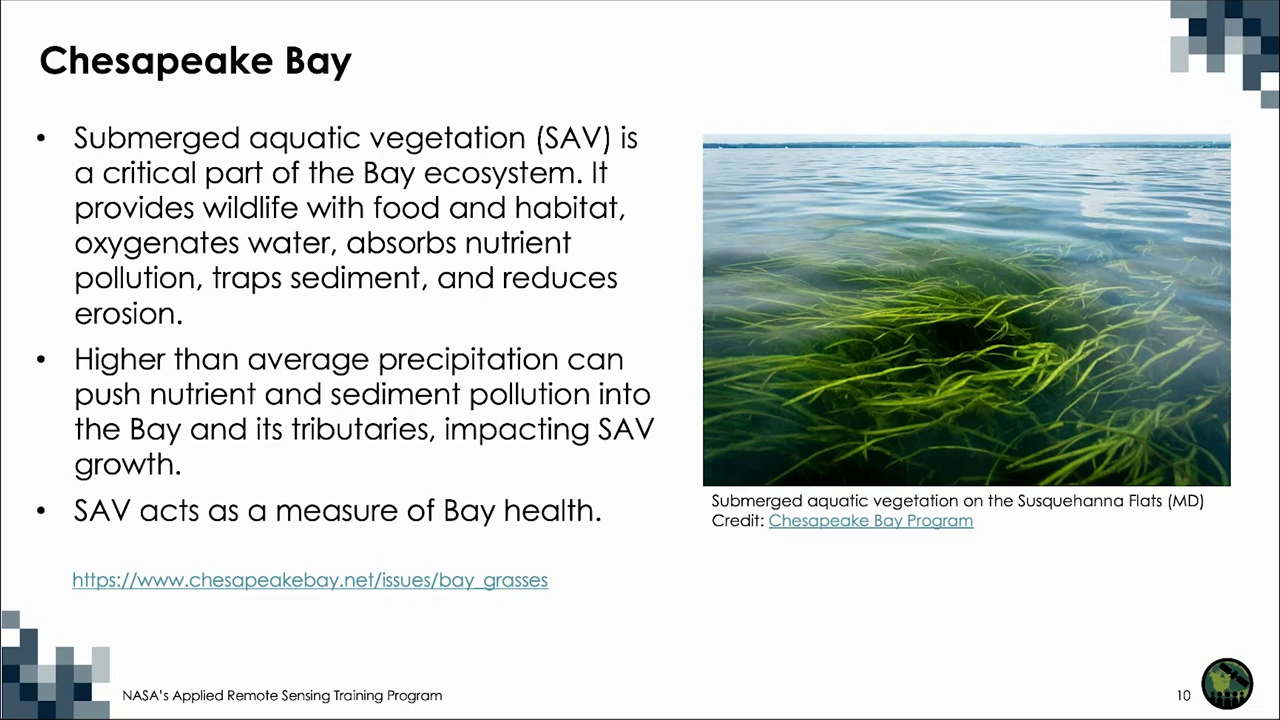 Chesapeake Bay
• Submerged aquatic vegetation (SAV) is
a critical part of the Bay ecosystem. It
provides wildlife with food and habitat,
oxygenates water, absorbs nutrient
pollution, traps sediment, and reduces
erosion.
• Higher than average precipitation can
push nutrient and sediment pollution into
the Bay and its tributaries, impacting SAV
growth.
• SAV acts as a measure of Bay health.
https://www.chesapeakebay.net/issues/bay_grasses
Submerged aquatic vegetation on the Susquehanna Flats (MD)
Credit: Chesapeake Bay Program
NASA's Applied Remote Sensing Training Program
10